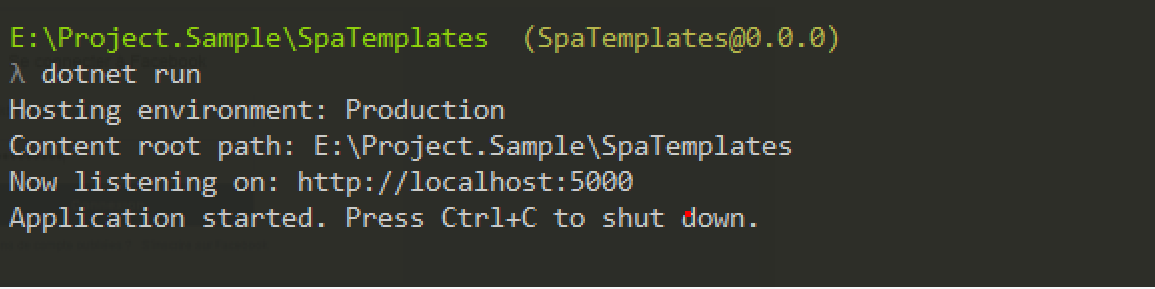 E:\Project.Sample\SpaTemplates (SpaTemplates@0.0.0)
λ dotnet run
Hosting environment: Production
Content root path: E:\Project.Sample\SpaTemplates
Now listening on: http://localhost:5000
Application started. Press Ctrl+C to shut down.